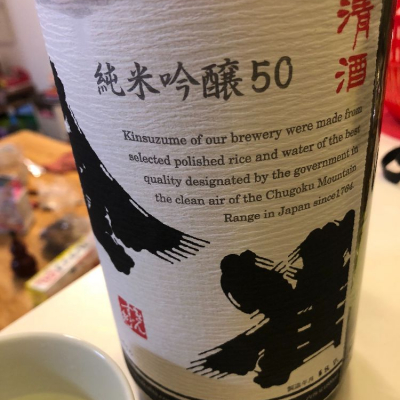 清酒
純米吟醸50
Kinsuzume of our brewery were made from
selected polished rice and water of the best
quality designated by the government in
the clean air of the Chugoku Mountain
Range in Japan since1764.